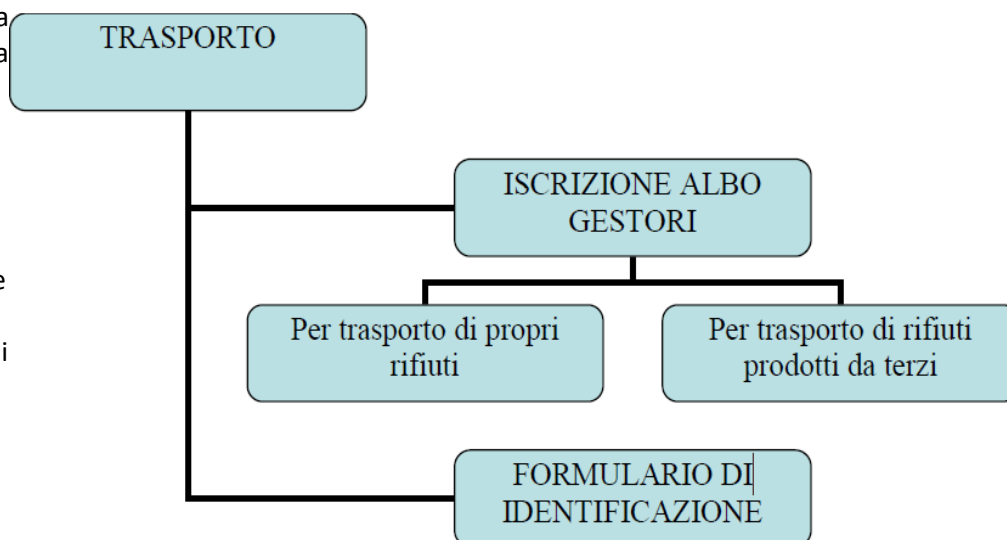 a
TRASPORTO
a
ISCRIZIONE ALBO
GESTORI
e
Per trasporto di propri
rifiuti
Per trasporto di rifiuti
prodotti da terzi
i
FORMULARIO DI
IDENTIFICAZIONE